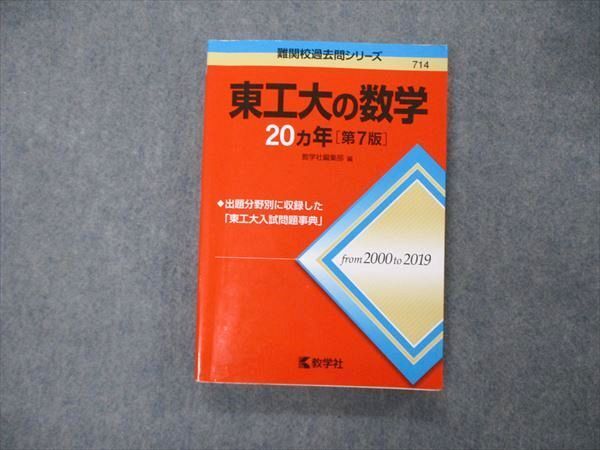 難関校過去問シリーズ
714
東工大の数学
20カ年[第7版]
教学社編集部 編
◆出題分野別に収録した
「東工大入試問題事典」
from 2000 to 2019
教学社